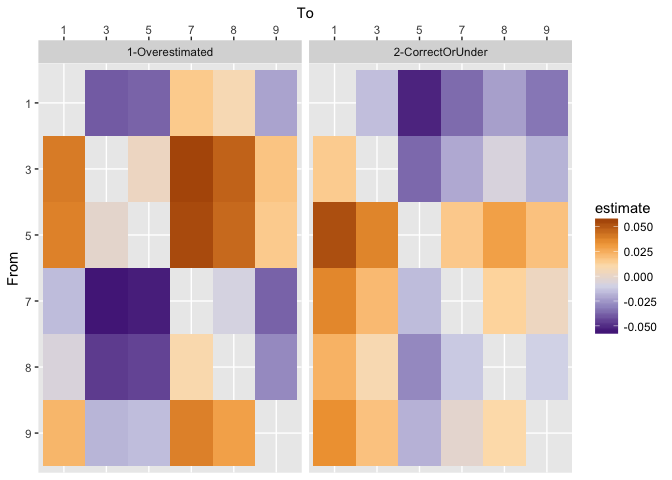 To
1 3 5 7 8 9 1 3 5 7 8 9
1-Overestimated 2-CorrectOrUnder
From
1
3
5
7
8
9
estimate
0.050
0.025
0.000
-0.025
-0.050